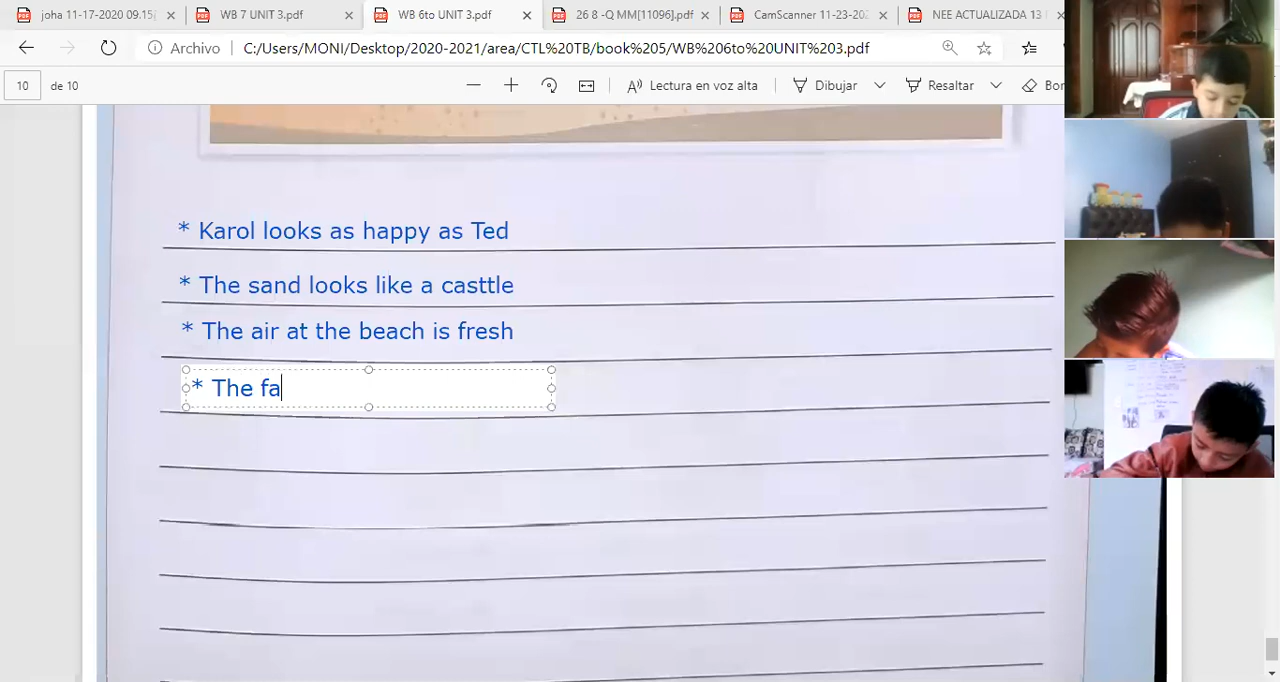 joha 11-17-2020 09.15
WB 7 UNIT 3.pdf
WB 6to UNIT 3.pdf
26 8 -Q MM[11096].pdf
CamScanner 11-23-202
NEE ACTUALIZADA 13
Archivo
C:/Users/MONI/Desktop/2020-2021/area/CTL%20TB/book%205/WB%206to%20UNIT%203.pdf
10 de 10
Lectura en voz alta
Dibujar
Resaltar
Bor
* Karol looks as happy as Ted
* The sand looks like a casttle
* The air at the beach is fresh
* The fa